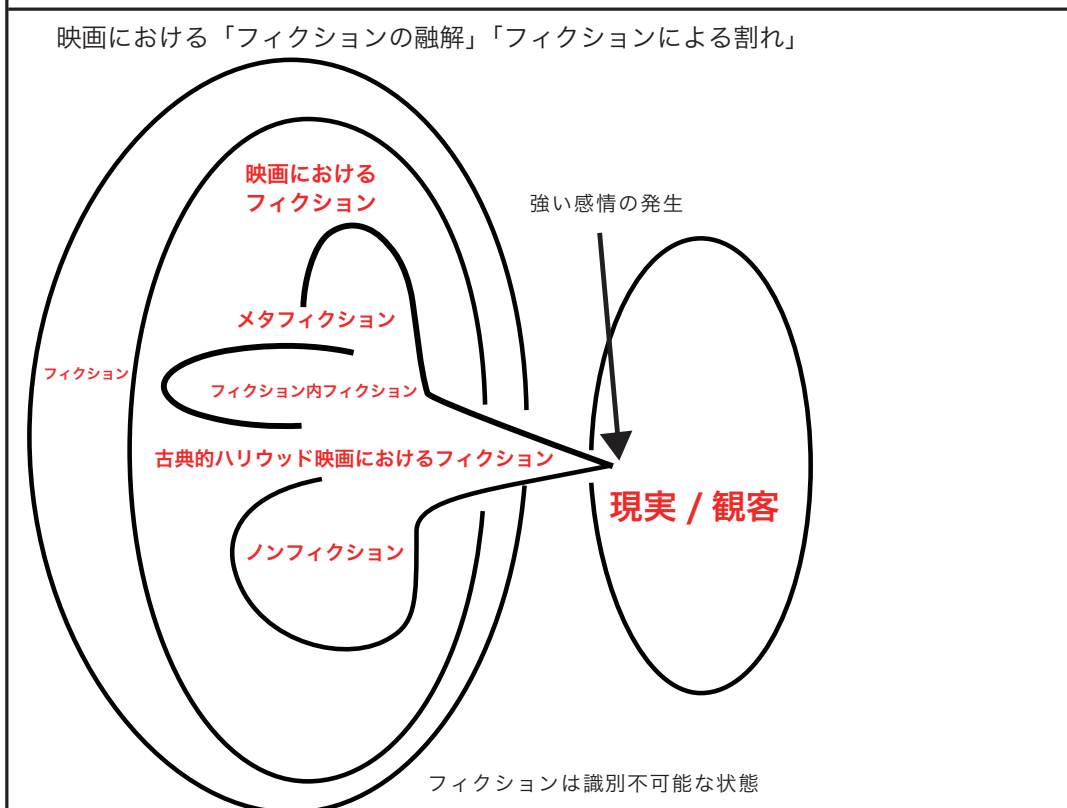 映画における「フィクションの融解」「フィクションによる割れ」
映画における
フィクション
強い感情の発生
メタフィクション
フィクション
フィクション内フィクション
古典的ハリウッド映画におけるフィクション
現実 / 観客
ノンフィクション
フィクションは識別不可能な状態